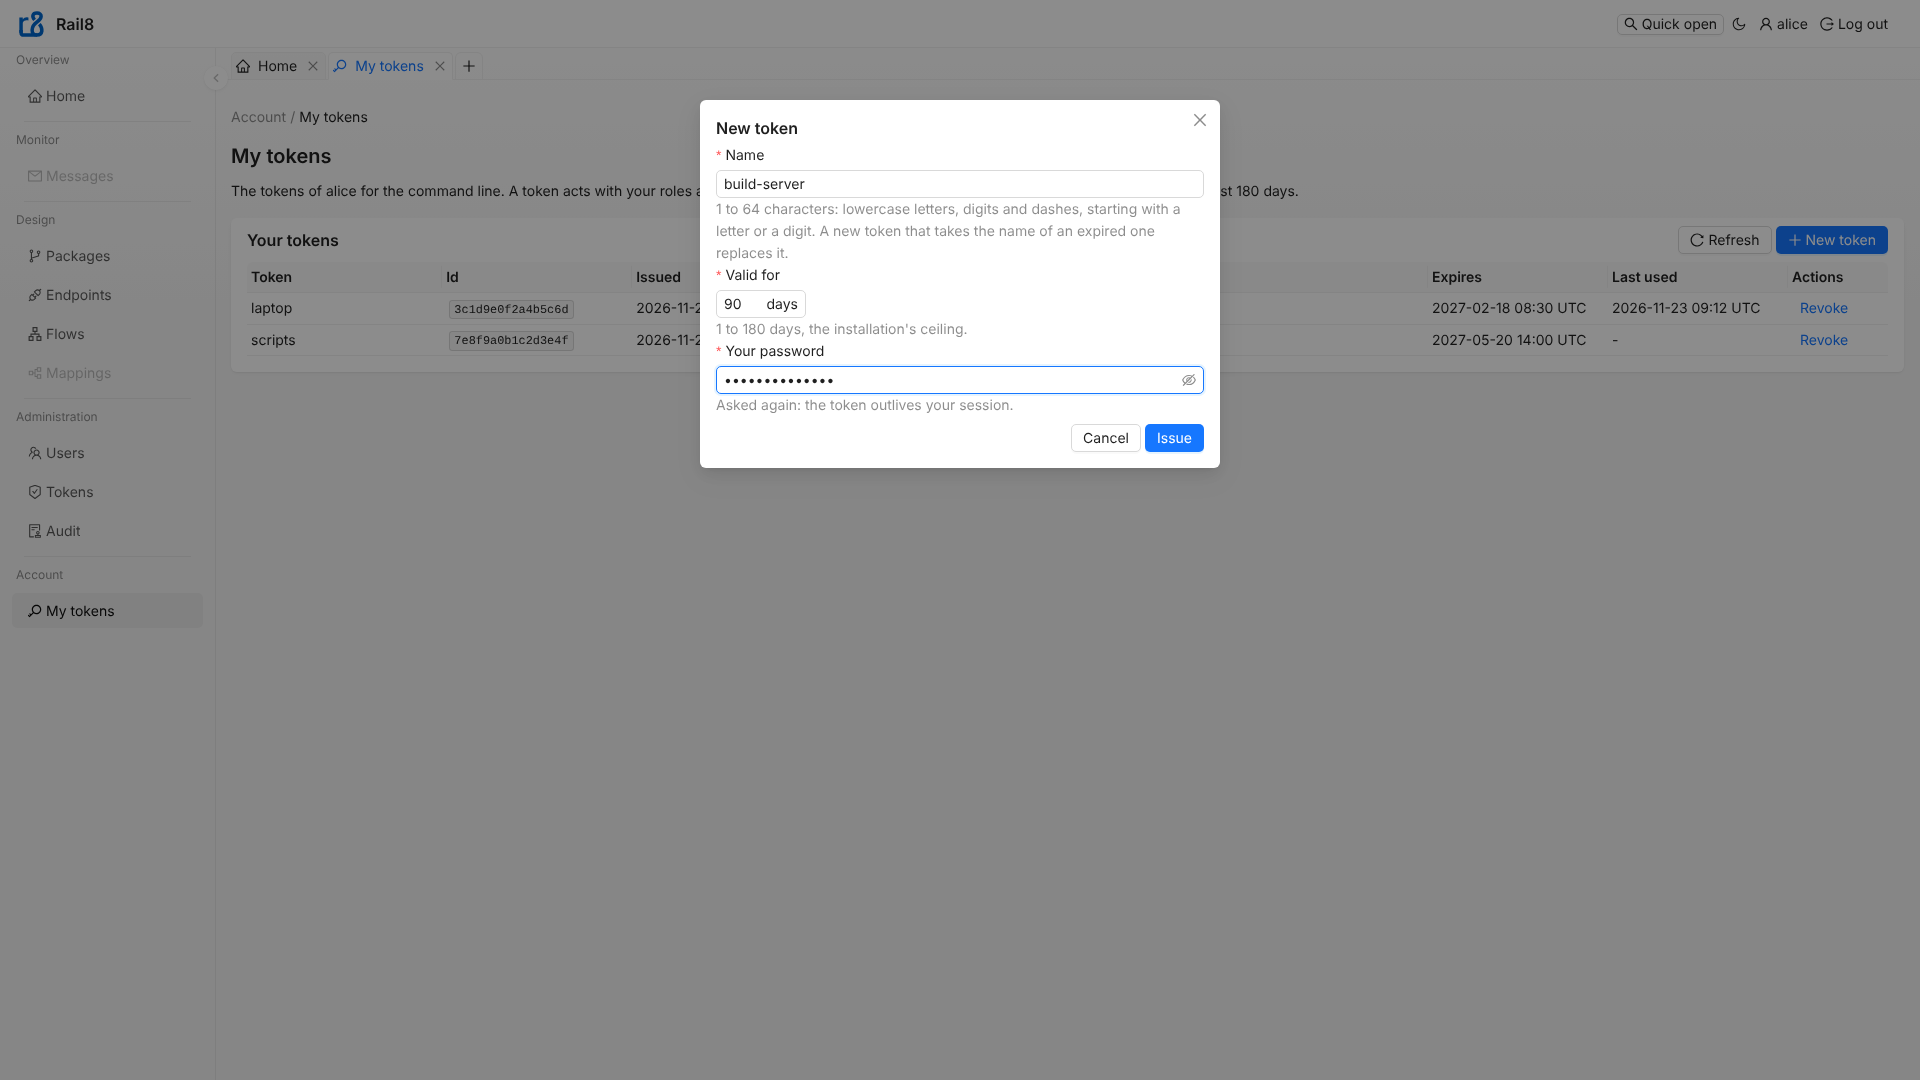 r8 Rail8
Quick open
alice
Log out
Overview
Home
Monitor
Messages
Design
Packages
Endpoints
Flows
Mappings
Administration
Users
Tokens
Audit
Account
My tokens
Home
My tokens
Account / My tokens
My tokens
The tokens of alice for the command line. A token acts with your roles
st 180 days.
Your tokens
Refresh
New token
Token Id Issued Expires Last used Actions
laptop 3c1d9e0f2a4b5c6d 2026-11-2 2027-02-18 08:30 UTC 2026-11-23 09:12 UTC Revoke
scripts 7e8f9a0b1c2d3e4f 2026-11-2 2027-05-20 14:00 UTC - Revoke
New token
* Name
build-server
1 to 64 characters: lowercase letters, digits and dashes, starting with a
letter or a digit. A new token that takes the name of an expired one
replaces it.
* Valid for
90 days
1 to 180 days, the installation's ceiling.
* Your password
••••••••••••••
Asked again: the token outlives your session.
Cancel
Issue